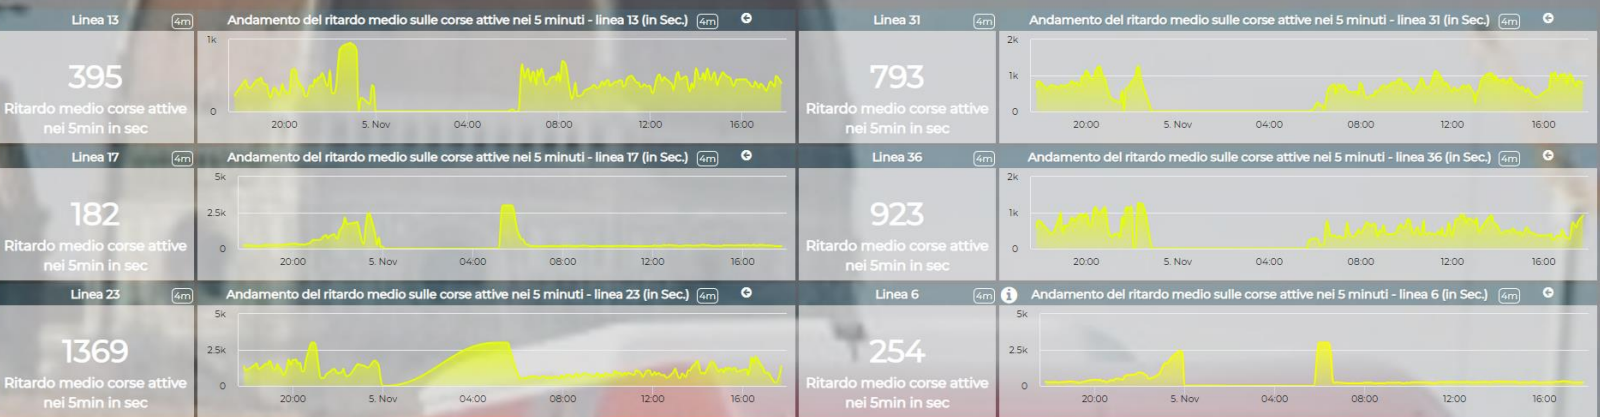 Linea 13 4m
Andamento del ritardo medio sulle corse attive nei 5 minuti - linea 13 (in Sec.) 4m
395
Ritardo medio corse attive
nei 5min in sec
1k
0
20:00 5. Nov 04:00 08:00 12:00 16:00
Linea 31 4m
Andamento del ritardo medio sulle corse attive nei 5 minuti - linea 31 (in Sec.) 4m
793
Ritardo medio corse attive
nei 5min in sec
2k
1k
0
20:00 5. Nov 04:00 08:00 12:00 16:00
Linea 17 4m
Andamento del ritardo medio sulle corse attive nei 5 minuti - linea 17 (in Sec.) 4m
182
Ritardo medio corse attive
nei 5min in sec
5k
2.5k
0
20:00 5. Nov 04:00 08:00 12:00 16:00
Linea 36 4m
Andamento del ritardo medio sulle corse attive nei 5 minuti - linea 36 (in Sec.) 4m
923
Ritardo medio corse attive
nei 5min in sec
2k
1k
0
20:00 5. Nov 04:00 08:00 12:00 16:00
Linea 23 4m
Andamento del ritardo medio sulle corse attive nei 5 minuti - linea 23 (in Sec.) 4m
1369
Ritardo medio corse attive
nei 5min in sec
5k
2.5k
0
20:00 5. Nov 04:00 08:00 12:00 16:00
Linea 6 4m
Andamento del ritardo medio sulle corse attive nei 5 minuti - linea 6 (in Sec.) 4m
254
Ritardo medio corse attive
nei 5min in sec
5k
2.5k
0
20:00 5. Nov 04:00 08:00 12:00 16:00